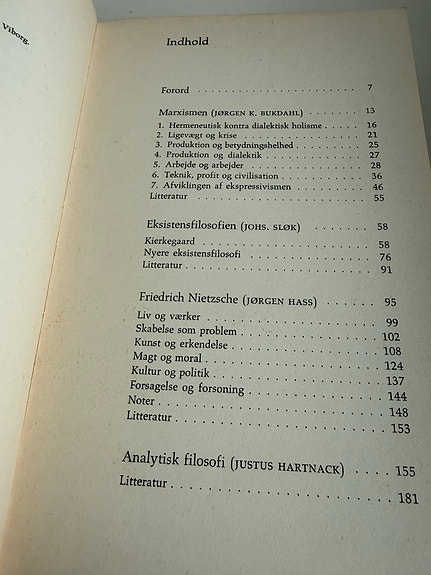 Viborg.
Indhold
Forord . . . . . . . . . . . . . . . . . . . . 7
Marxismen (JØRGEN K. BUKDAHL) . . . . . . . 13
1. Hermeneutisk kontra dialektisk holisme . . . . . 16
2. Ligevægt og krise . . . . . . . . . . . . . . 21
3. Produktion og betydningshelhed . . . . . . . . 25
4. Produktion og dialektik . . . . . . . . . . . . 27
5. Arbejde og arbejder . . . . . . . . . . . . . . 28
6. Teknik, profit og civilisation . . . . . . . . . . 36
7. Afviklingen af ekspressivismen . . . . . . . . . 46
Litteratur . . . . . . . . . . . . . . . . . . . 55
Eksistensfilosofien (JOHS. SLØK) . . . . . . . . 58
Kierkegaard . . . . . . . . . . . . . . . . . . 58
Nyere eksistensfilosofi . . . . . . . . . . . . . 76
Litteratur . . . . . . . . . . . . . . . . . . . 91
Friedrich Nietzsche (JØRGEN HASS) . . . . . . . 95
Liv og værker . . . . . . . . . . . . . . . . . 99
Skabelse som problem . . . . . . . . . . . . . 102
Kunst og erkendelse . . . . . . . . . . . . . . 108
Magt og moral . . . . . . . . . . . . . . . . . 124
Kultur og politik . . . . . . . . . . . . . . . . 137
Forsagelse og forsoning . . . . . . . . . . . . 144
Noter . . . . . . . . . . . . . . . . . . . . . 148
Litteratur . . . . . . . . . . . . . . . . . . . 153
Analytisk filosofi (JUSTUS HARTNACK) . . . . 155
Litteratur . . . . . . . . . . . . . . . . . . . 181